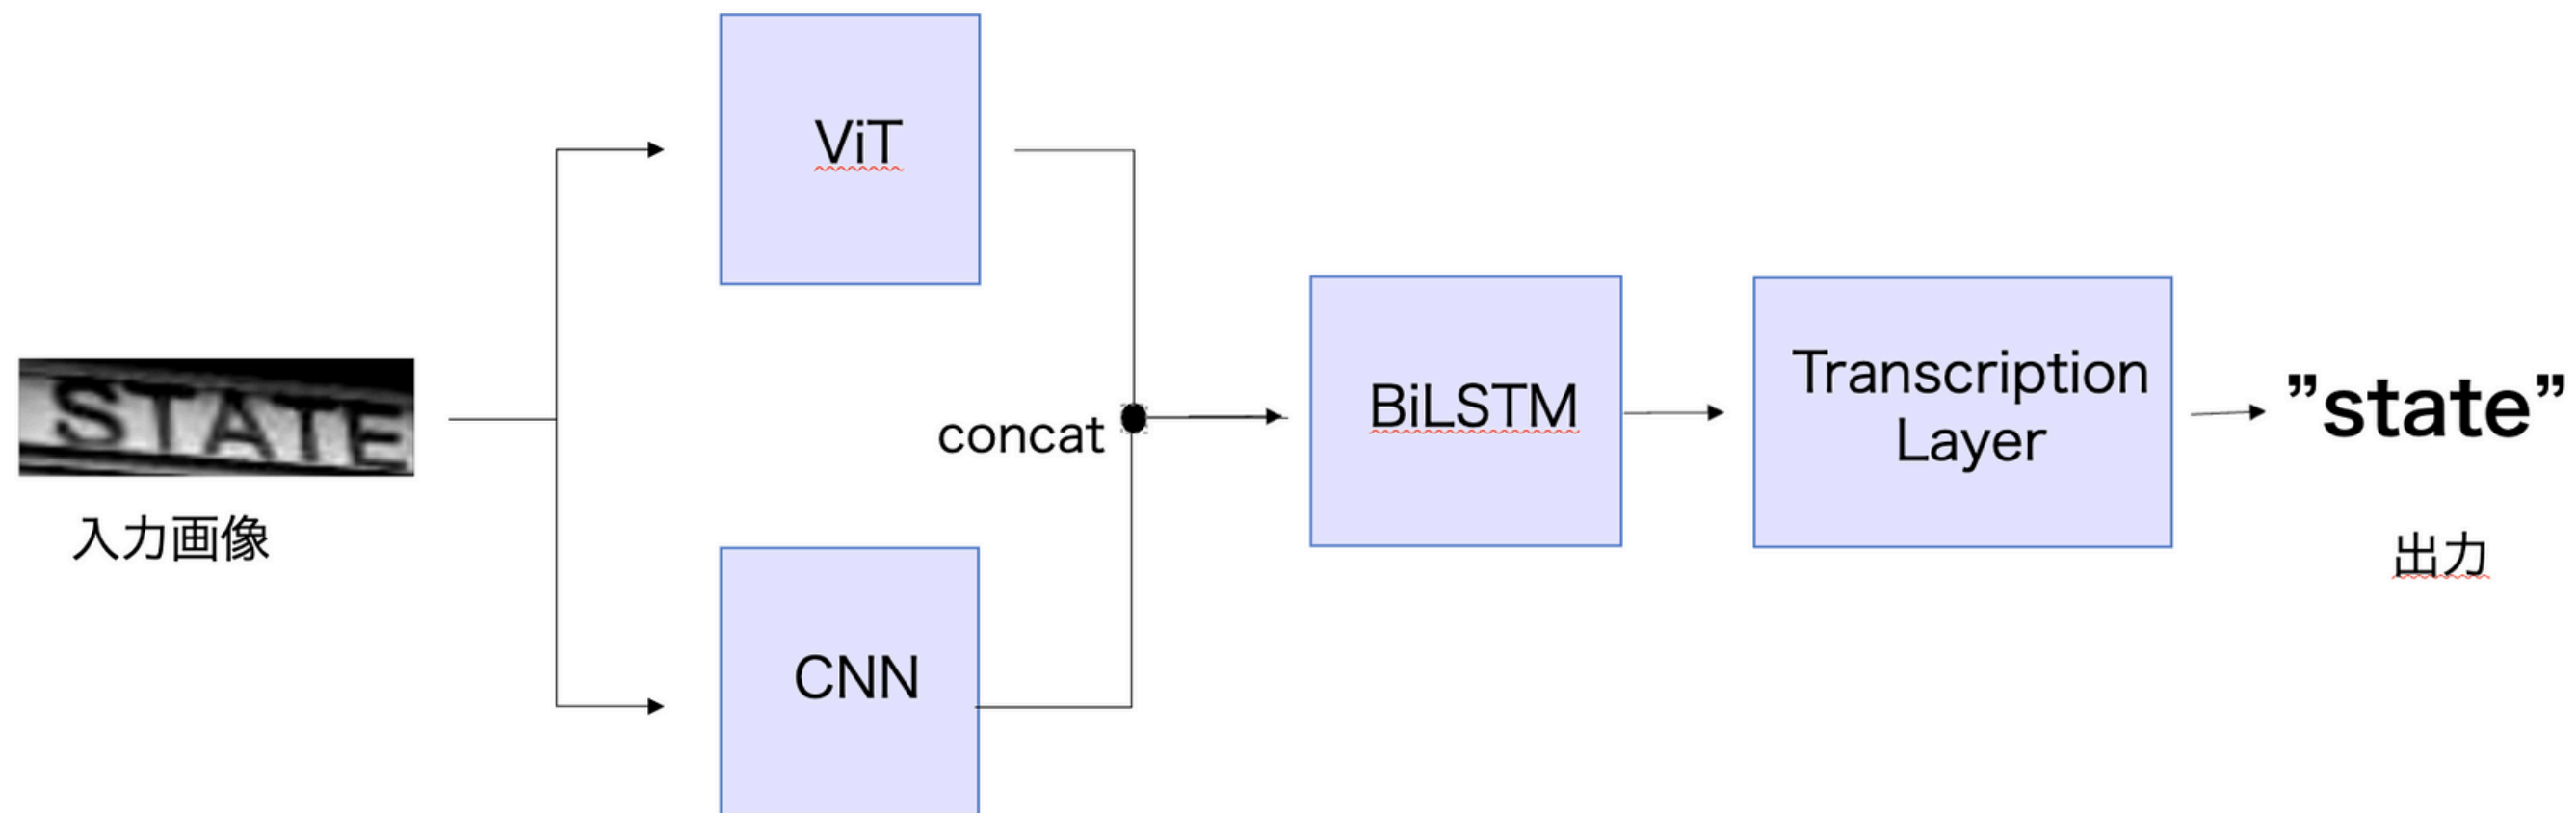 ViT
STATE
入力画像
concat
BiLSTM
Transcription
Layer
”state”
出力
CNN